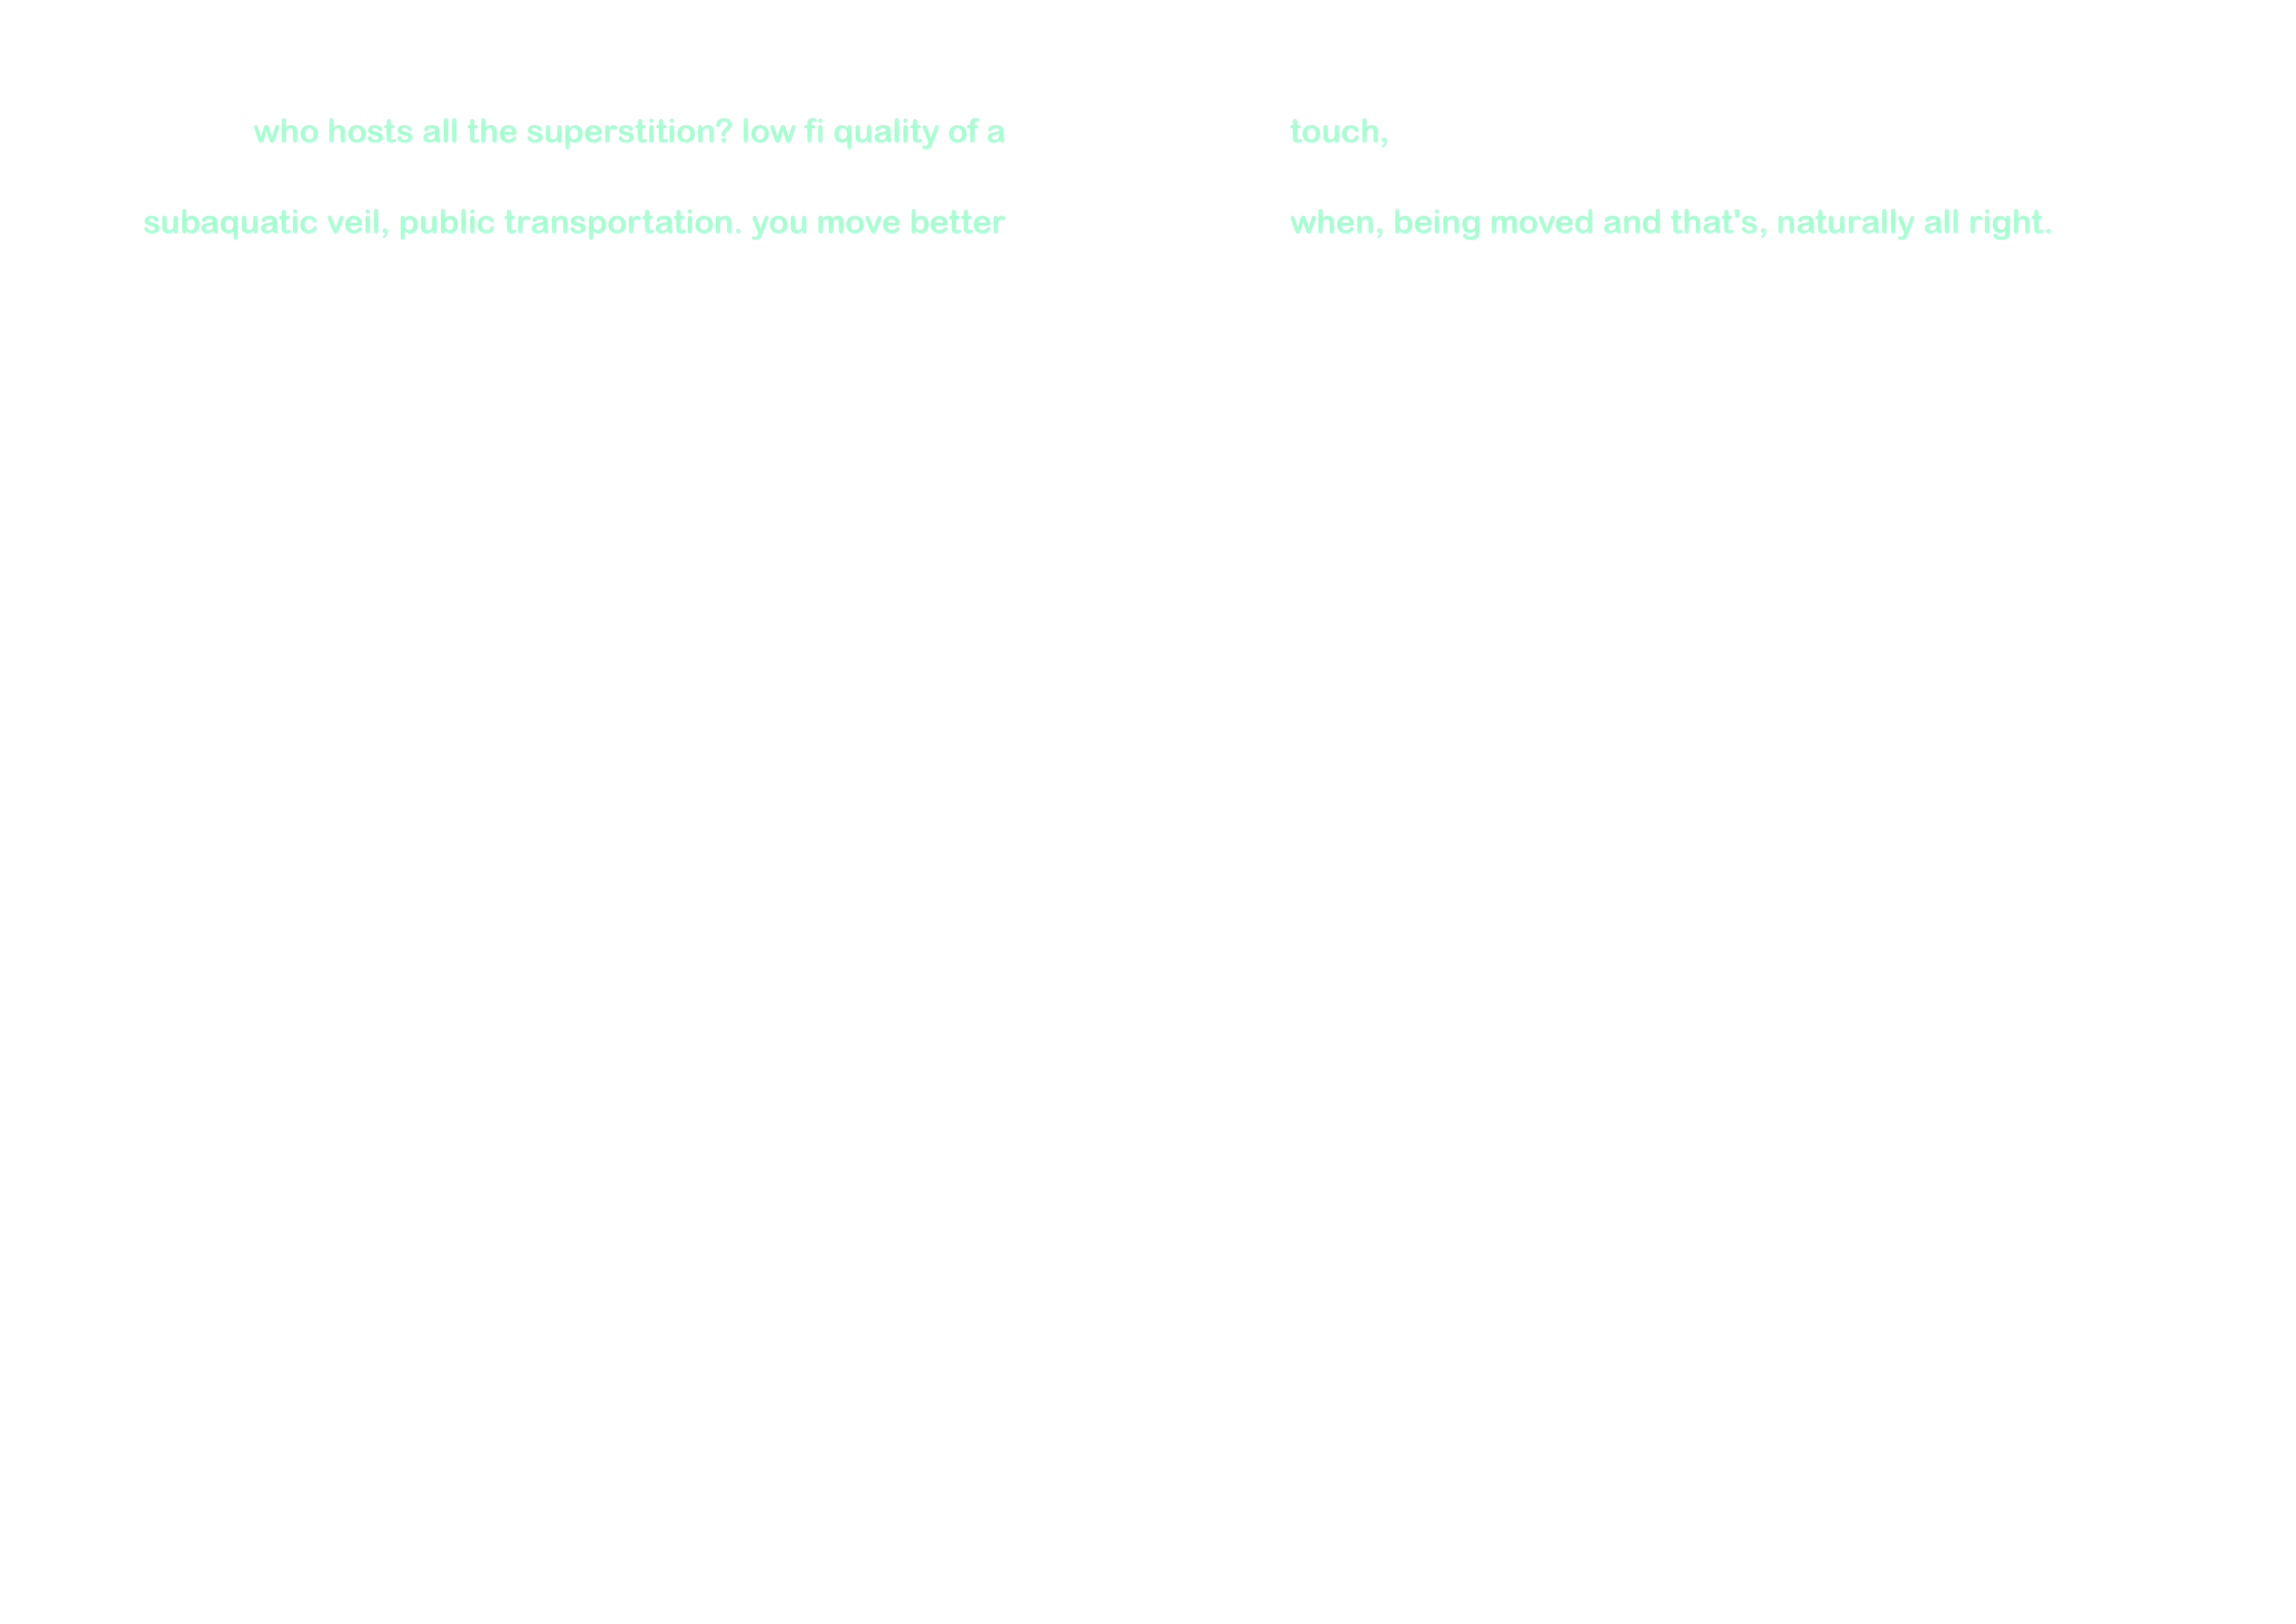 who hosts all the superstition? low fi quality of a touch,
subaquatic veil, public transportation. you move better when, being moved and that's, naturally all right.